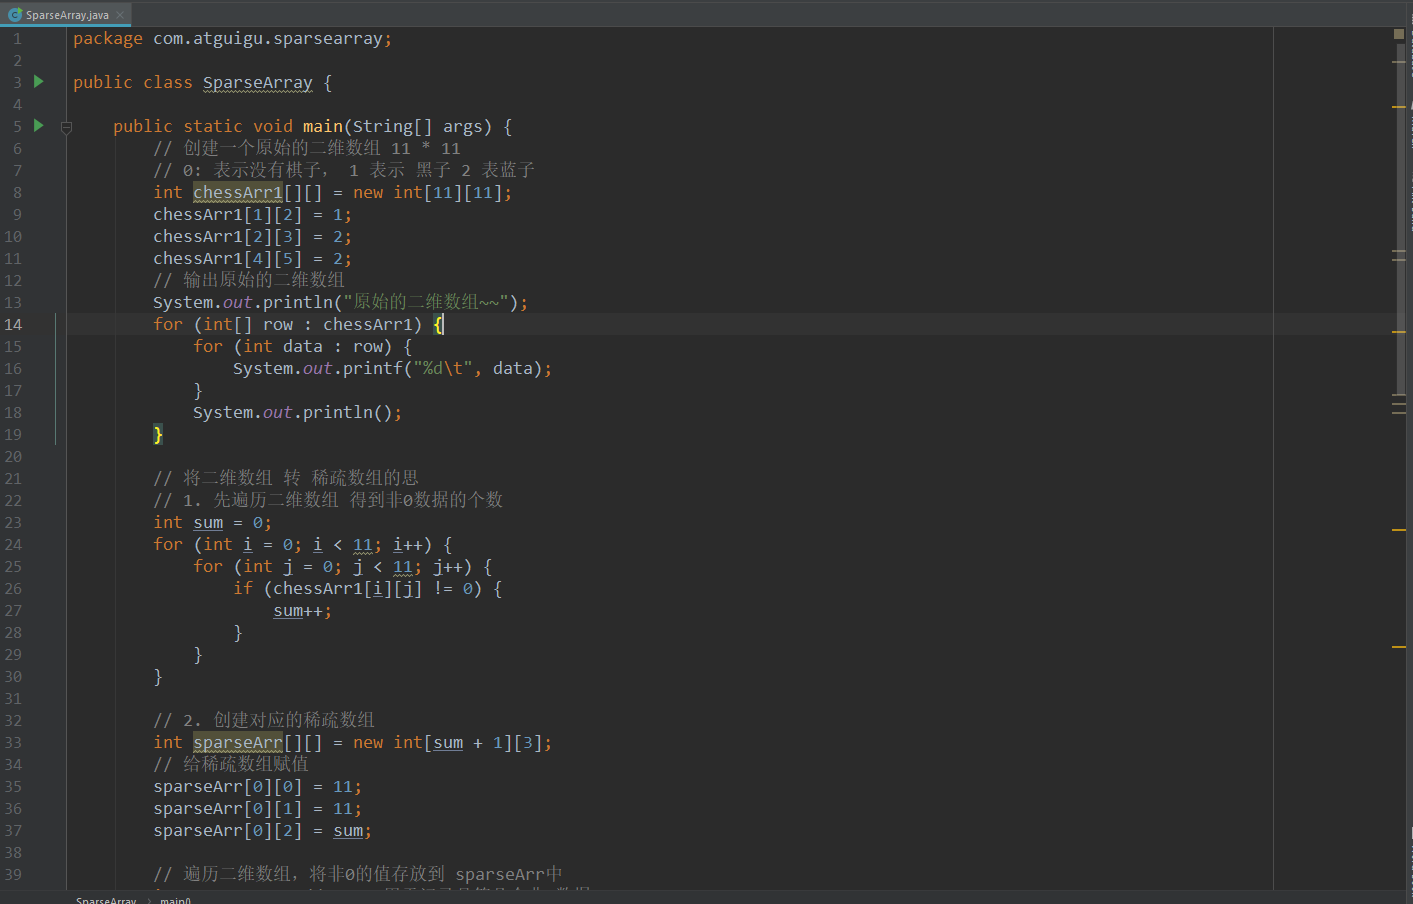 SparseArray.java
1 package com.atguigu.sparsearray;
2
3 public class SparseArray {
4
5     public static void main(String[] args) {
6         // 创建一个原始的二维数组 11 * 11
7         // 0: 表示没有棋子， 1 表示 黑子 2 表蓝子
8         int chessArr1[][] = new int[11][11];
9         chessArr1[1][2] = 1;
10         chessArr1[2][3] = 2;
11         chessArr1[4][5] = 2;
12         // 输出原始的二维数组
13         System.out.println("原始的二维数组~~");
14         for (int[] row : chessArr1) {
15             for (int data : row) {
16                 System.out.printf("%d\t", data);
17             }
18             System.out.println();
19         }
20
21         // 将二维数组 转 稀疏数组的思
22         // 1. 先遍历二维数组 得到非0数据的个数
23         int sum = 0;
24         for (int i = 0; i < 11; i++) {
25             for (int j = 0; j < 11; j++) {
26                 if (chessArr1[i][j] != 0) {
27                     sum++;
28                 }
29             }
30         }
31
32         // 2. 创建对应的稀疏数组
33         int sparseArr[][] = new int[sum + 1][3];
34         // 给稀疏数组赋值
35         sparseArr[0][0] = 11;
36         sparseArr[0][1] = 11;
37         sparseArr[0][2] = sum;
38
39         // 遍历二维数组，将非0的值存放到 sparseArr中
SparseArray > main()